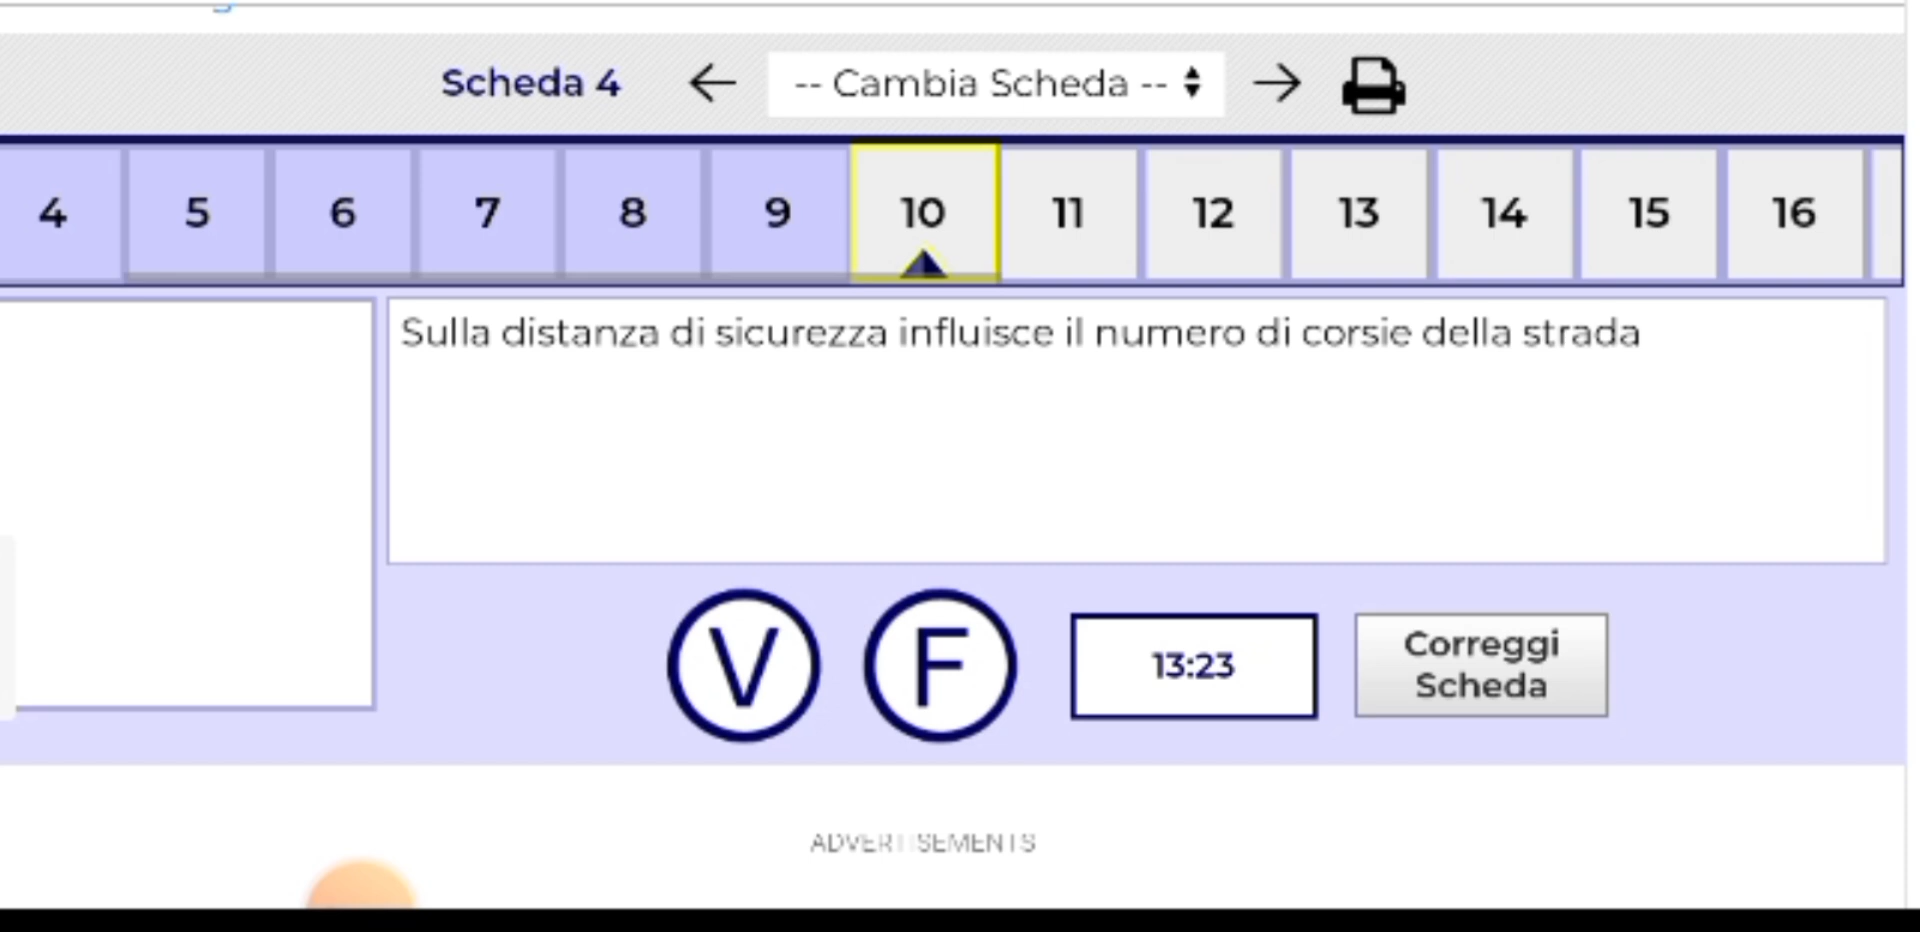 Scheda 4
-- Cambia Scheda --
4 5 6 7 8 9 10 11 12 13 14 15 16
Sulla distanza di sicurezza influisce il numero di corsie della strada
V F 13:23 Correggi
Scheda
ADVERTISEMENTS